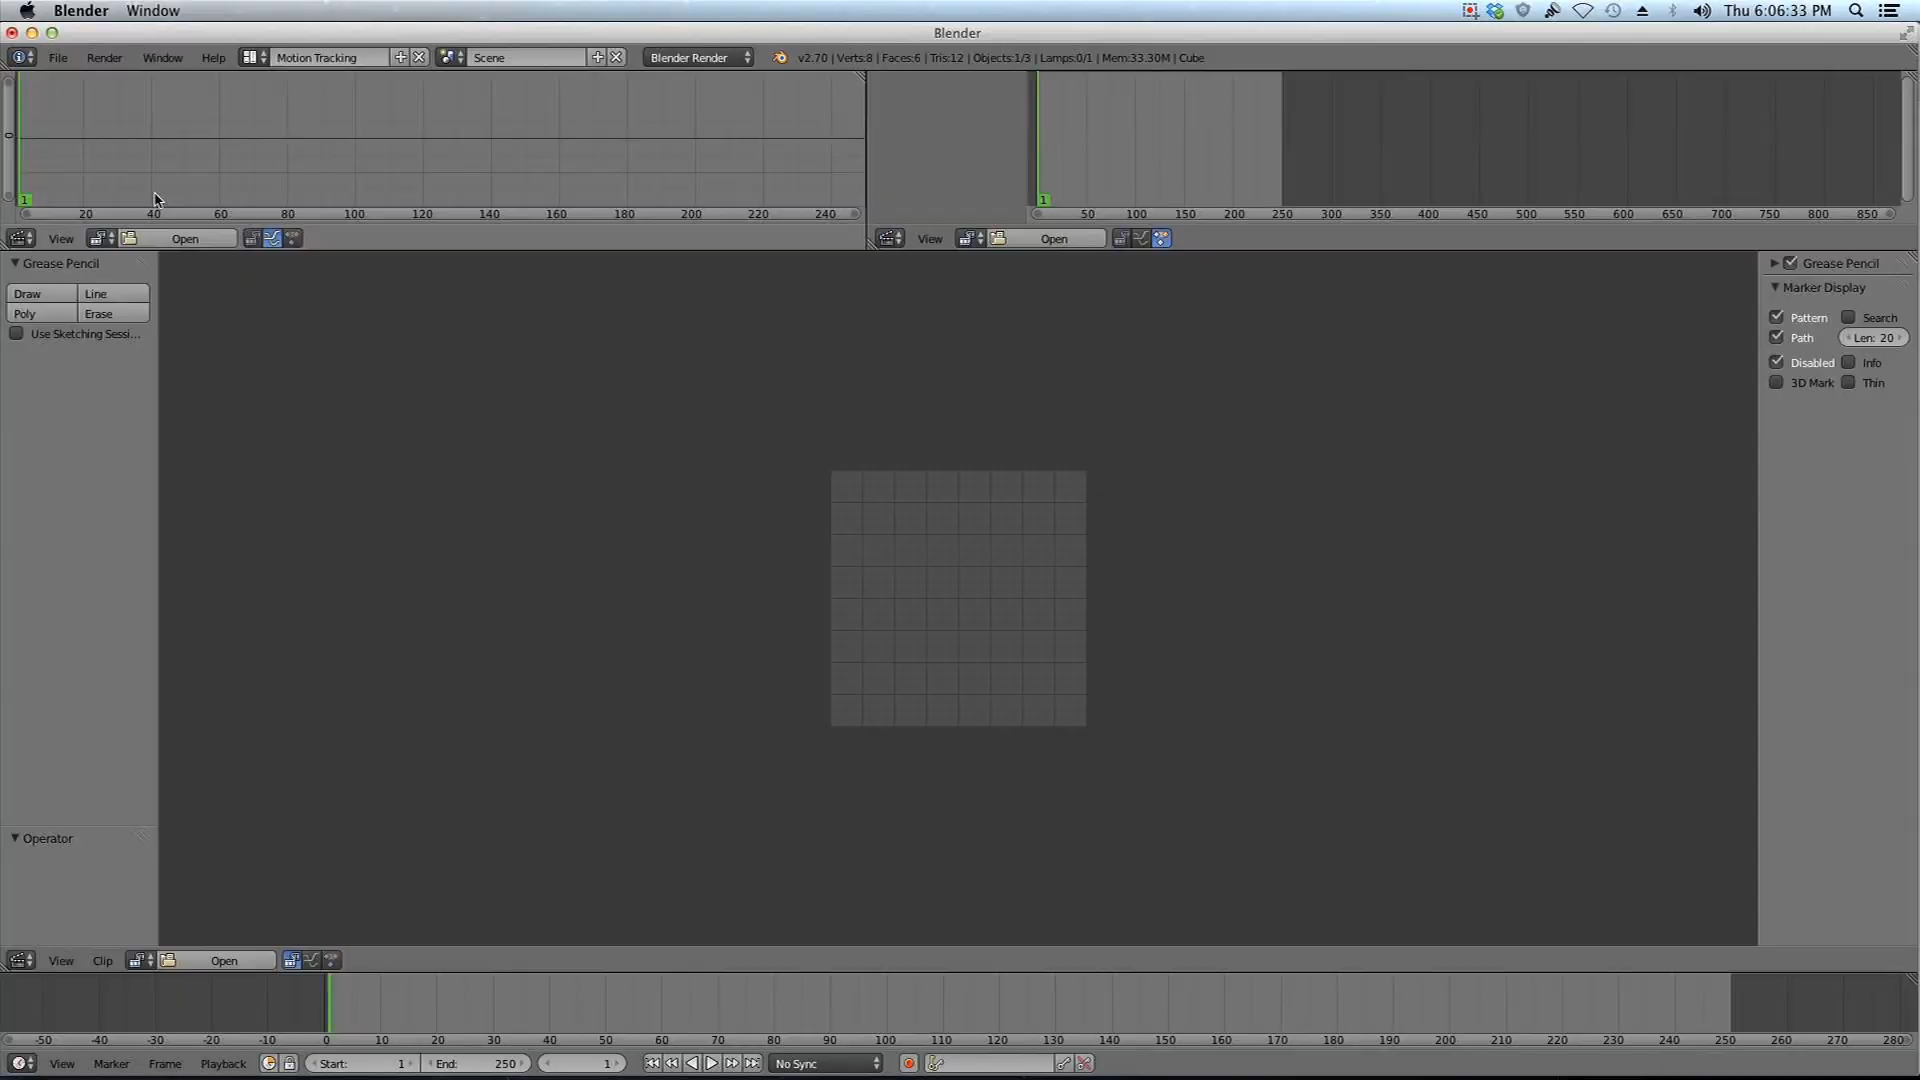 Blender Window Thu 6:06:33 PM
Blender
File Render Window Help Motion Tracking Scene Blender Render v2.70 | Verts:8 | Faces:6 | Tris:12 | Objects:1/3 | Lamps:0/1 | Mem:33.30M | Cube
0
1
20 40 60 80 100 120 140 160 180 200 220 240
1
50 100 150 200 250 300 350 400 450 500 550 600 650 700 750 800 850
View Open
View Open
Grease Pencil
Draw Line
Poly Erase
Use Sketching Sessi...
Grease Pencil
Marker Display
Pattern Search
Path Len: 20
Disabled Info
3D Mark Thin
Operator
View Clip Open
-50 -40 -30 -20 -10 0 10 20 30 40 50 60 70 80 90 100 110 120 130 140 150 160 170 180 190 200 210 220 230 240 250 260 270 280
View Marker Frame Playback Start: 1 End: 250 1 No Sync